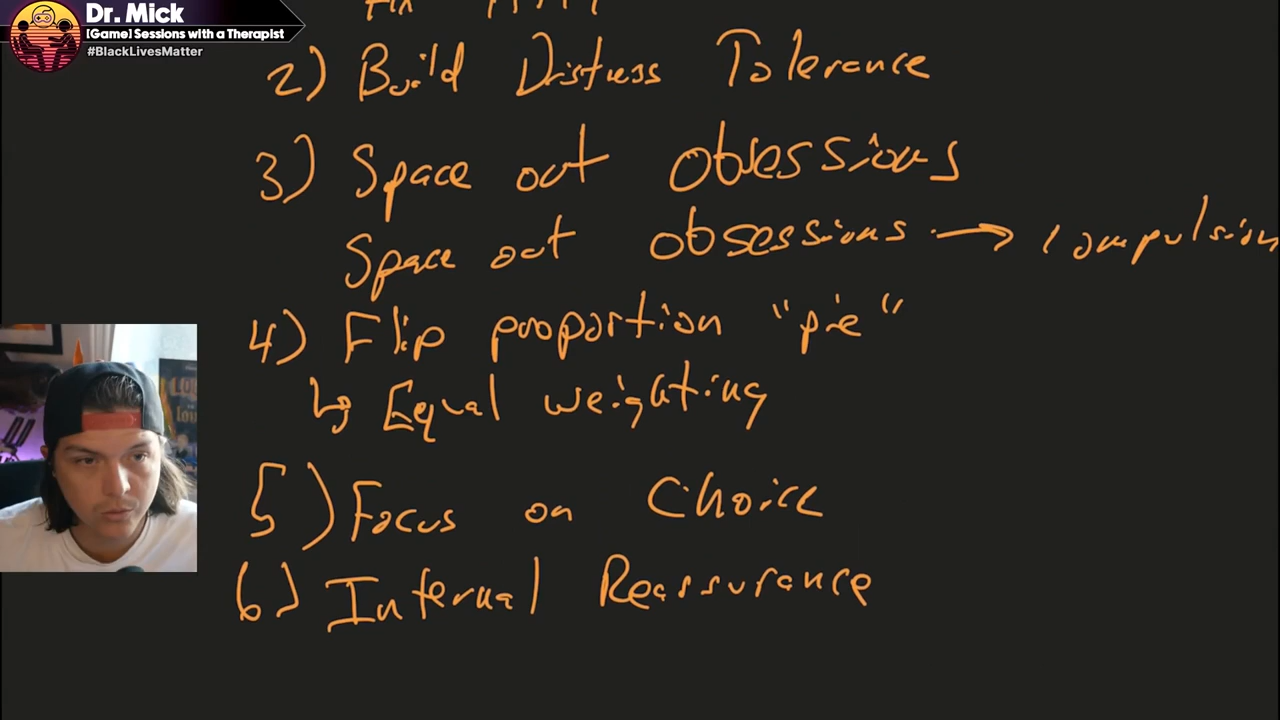 Dr. Mick
[Game] Sessions with a Therapist
#BlackLivesMatter
2) Build Distress Tolerance
3) Space out obsessions
Space out obsessions → compulsion
4) Flip proportion "pie"
↳ Equal weighting
5) Focus on Choice
6) Internal Reassurance